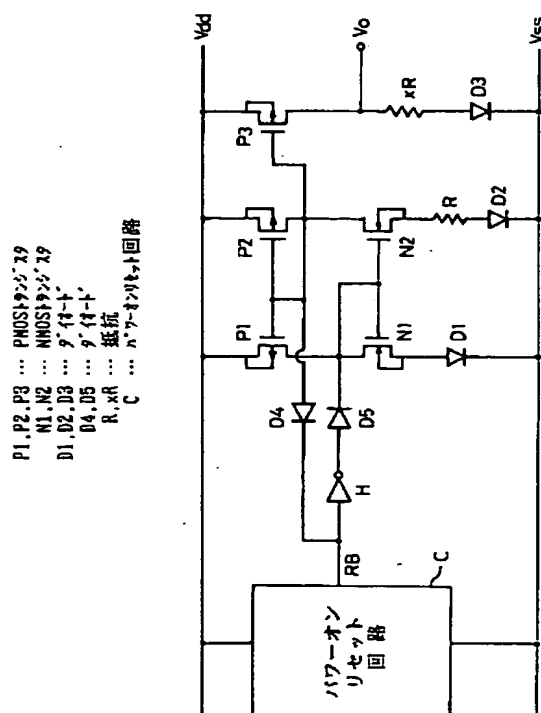 P1,P2,P3 … PMOSトランジスタ
N1,N2 … NMOSトランジスタ
D1,D2,D3 … ダイオード
D4,D5 … ダイオード
R,xR … 抵抗
C … パワーオンリセット回路
Vdd
P1
P2
P3
Vo
D4
D5
H
RB
C
N1
N2
R
xR
D1
D2
D3
Vss
パワーオン
リセット
回路